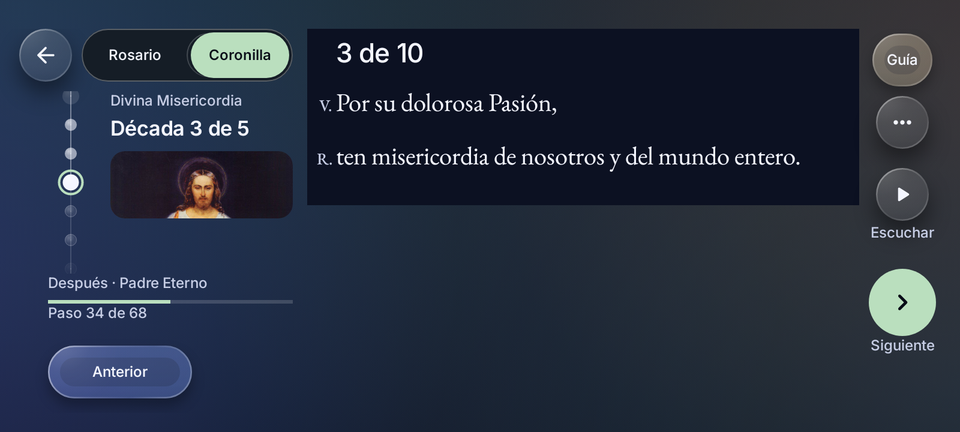 Rosario
Coronilla
Divina Misericordia
Década 3 de 5
Después · Padre Eterno
Paso 34 de 68
Anterior
3 de 10
V. Por su dolorosa Pasión,
R. ten misericordia de nosotros y del mundo entero.
Guía
Escuchar
Siguiente